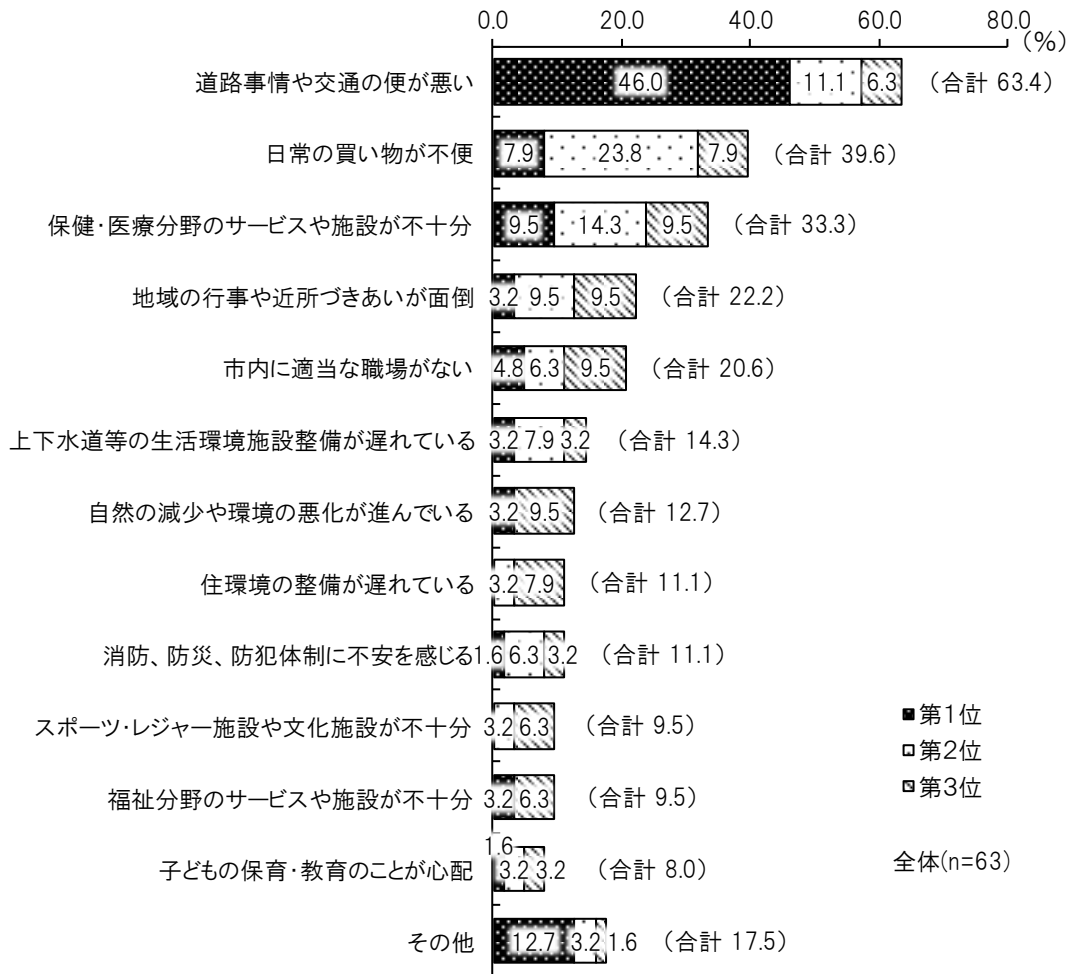 0.0 20.0 40.0 60.0 80.0
(%)
道路事情や交通の便が悪い 46.0 11.1 6.3 (合計 63.4)
日常の買い物が不便 7.9 23.8 7.9 (合計 39.6)
保健・医療分野のサービスや施設が不十分 9.5 14.3 9.5 (合計 33.3)
地域の行事や近所づきあいが面倒 3.2 9.5 9.5 (合計 22.2)
市内に適当な職場がない 4.8 6.3 9.5 (合計 20.6)
上下水道等の生活環境施設整備が遅れている 3.2 7.9 3.2 (合計 14.3)
自然の減少や環境の悪化が進んでいる 3.2 9.5 (合計 12.7)
住環境の整備が遅れている 3.2 7.9 (合計 11.1)
消防、防災、防犯体制に不安を感じる 1.6 6.3 3.2 (合計 11.1)
スポーツ・レジャー施設や文化施設が不十分 3.2 6.3 (合計 9.5)
福祉分野のサービスや施設が不十分 3.2 6.3 (合計 9.5)
子どもの保育・教育のことが心配 1.6 3.2 3.2 (合計 8.0)
その他 12.7 3.2 1.6 (合計 17.5)
第1位
第2位
第3位
全体(n=63)